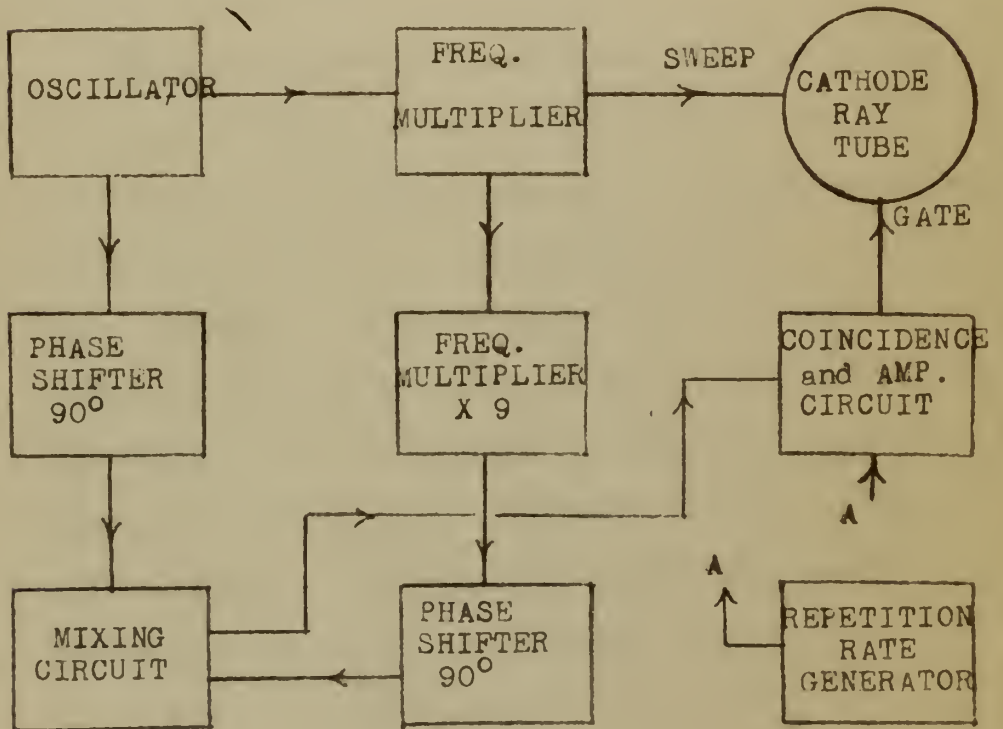 OSCILLATOR
FREQ.
MULTIPLIER
SWEEP
CATHODE
RAY
TUBE
GATE
PHASE
SHIFTER
90°
FREQ.
MULTIPLIER
X 9
COINCIDENCE
and AMP.
CIRCUIT
A
A
MIXING
CIRCUIT
PHASE
SHIFTER
90°
REPETITION
RATE
GENERATOR